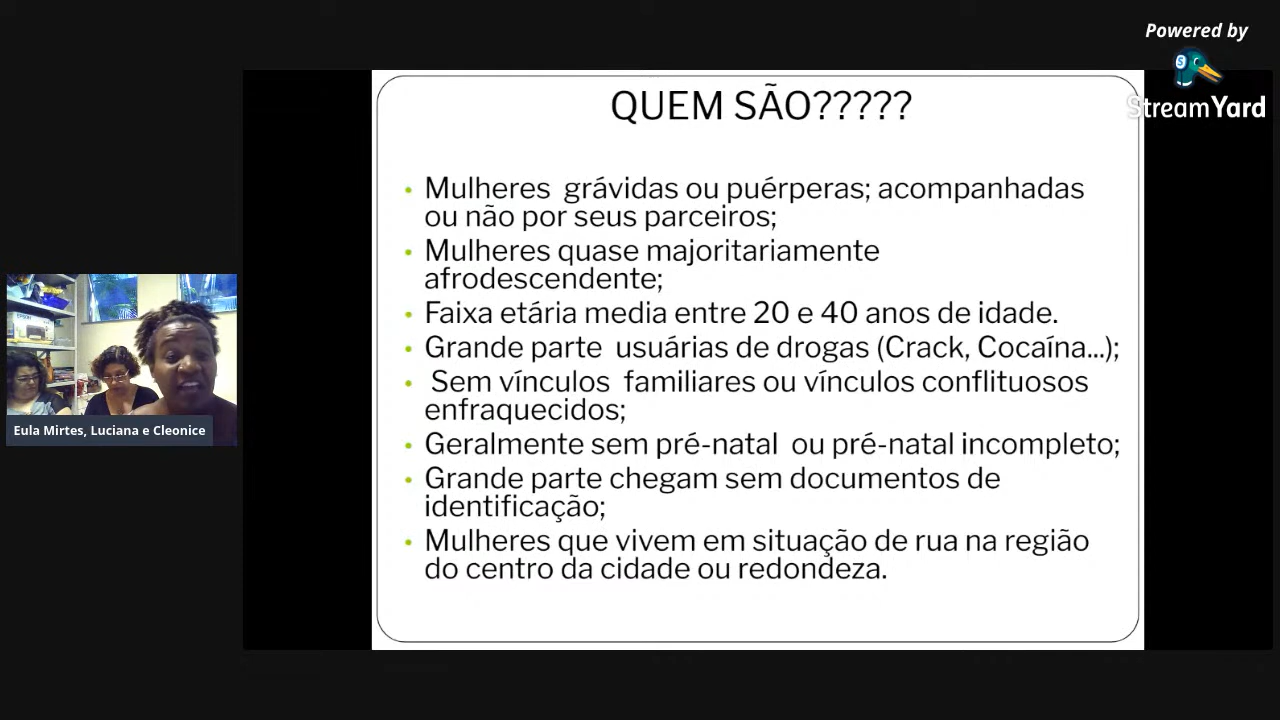 Powered by
StreamYard
QUEM SÃO?????
• Mulheres grávidas ou puérperas; acompanhadas
ou não por seus parceiros;
• Mulheres quase majoritariamente
afrodescendente;
• Faixa etária media entre 20 e 40 anos de idade.
• Grande parte usuárias de drogas (Crack, Cocaína...);
• Sem vínculos familiares ou vínculos conflituosos
enfraquecidos;
• Geralmente sem pré-natal ou pré-natal incompleto;
• Grande parte chegam sem documentos de
identificação;
• Mulheres que vivem em situação de rua na região
do centro da cidade ou redondeza.
Eula Mirtes, Luciana e Cleonice